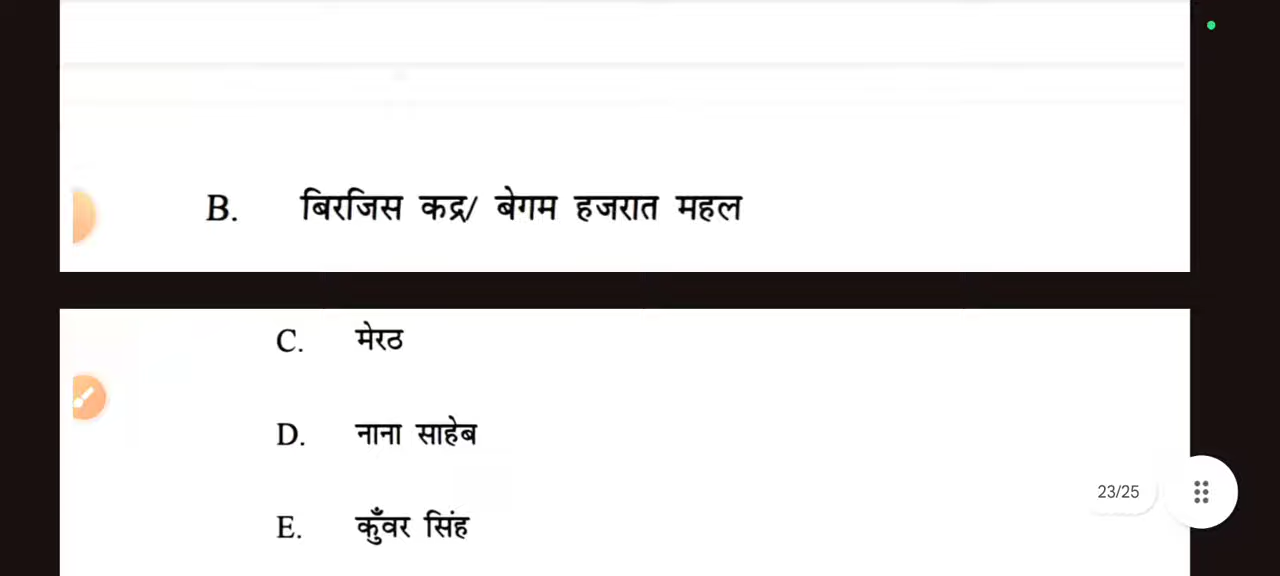 B. बिरजिस कद्र/ बेगम हजरात महल
C. मेरठ
D. नाना साहेब
23/25
E. कुँवर सिंह